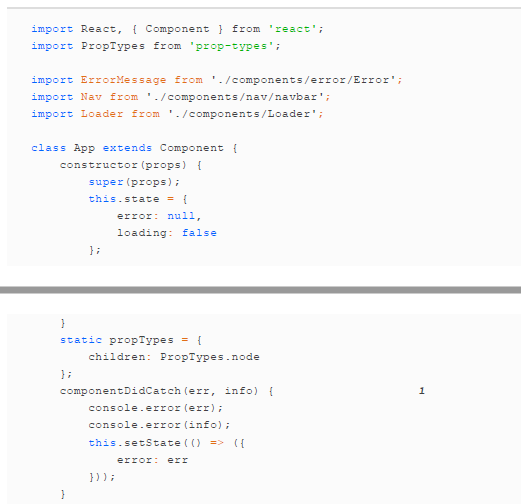 import React, { Component } from 'react';
import PropTypes from 'prop-types';
import ErrorMessage from './components/error/Error';
import Nav from './components/nav/navbar';
import Loader from './components/Loader';
class App extends Component {
constructor(props) {
super(props);
this.state = {
error: null,
loading: false
};
}
static propTypes = {
children: PropTypes.node
};
componentDidCatch(err, info) { 1
console.error(err);
console.error(info);
this.setState(() => ({
error: err
}));
}